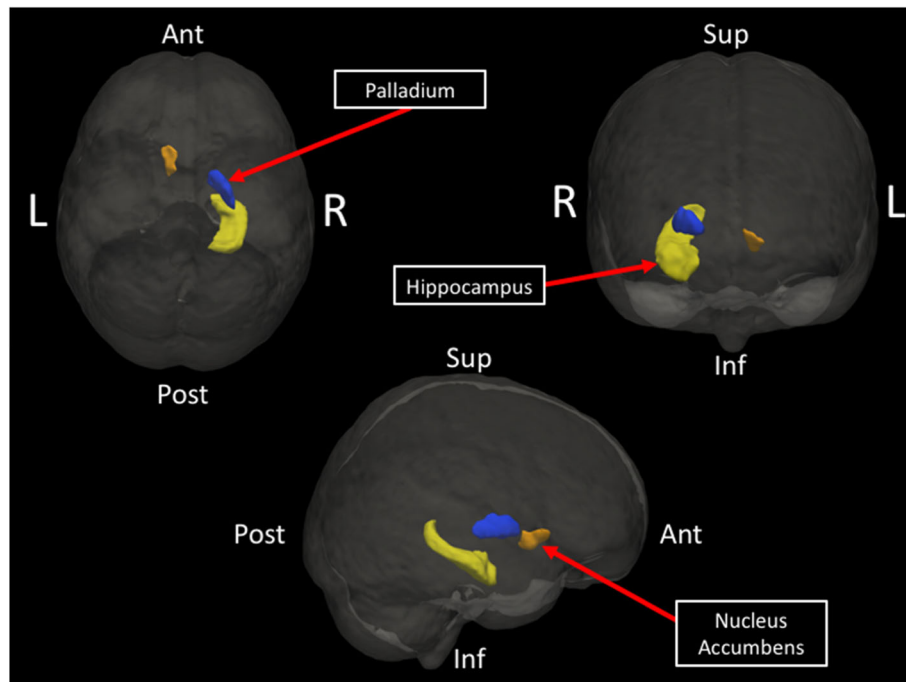 Ant
Palladium
L
R
Post
Sup
R
L
Hippocampus
Inf
Sup
Post
Ant
Nucleus
Accumbens
Inf